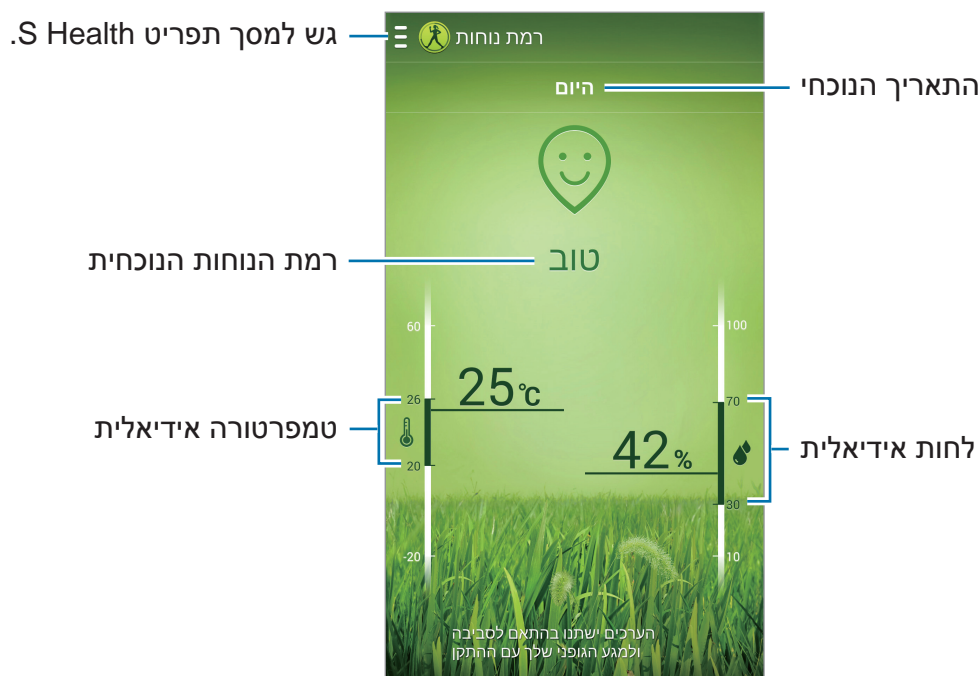 גש למסך תפריט S Health.
רמת נוחות
היום
התאריך הנוכחי
טוב
רמת הנוחות הנוכחית
60
100
25°c
26
70
טמפרטורה אידיאלית
42%
לחות אידיאלית
20
30
-20
10
הערכים ישתנו בהתאם לסביבה
ולמגע הגופני שלך עם ההתקן